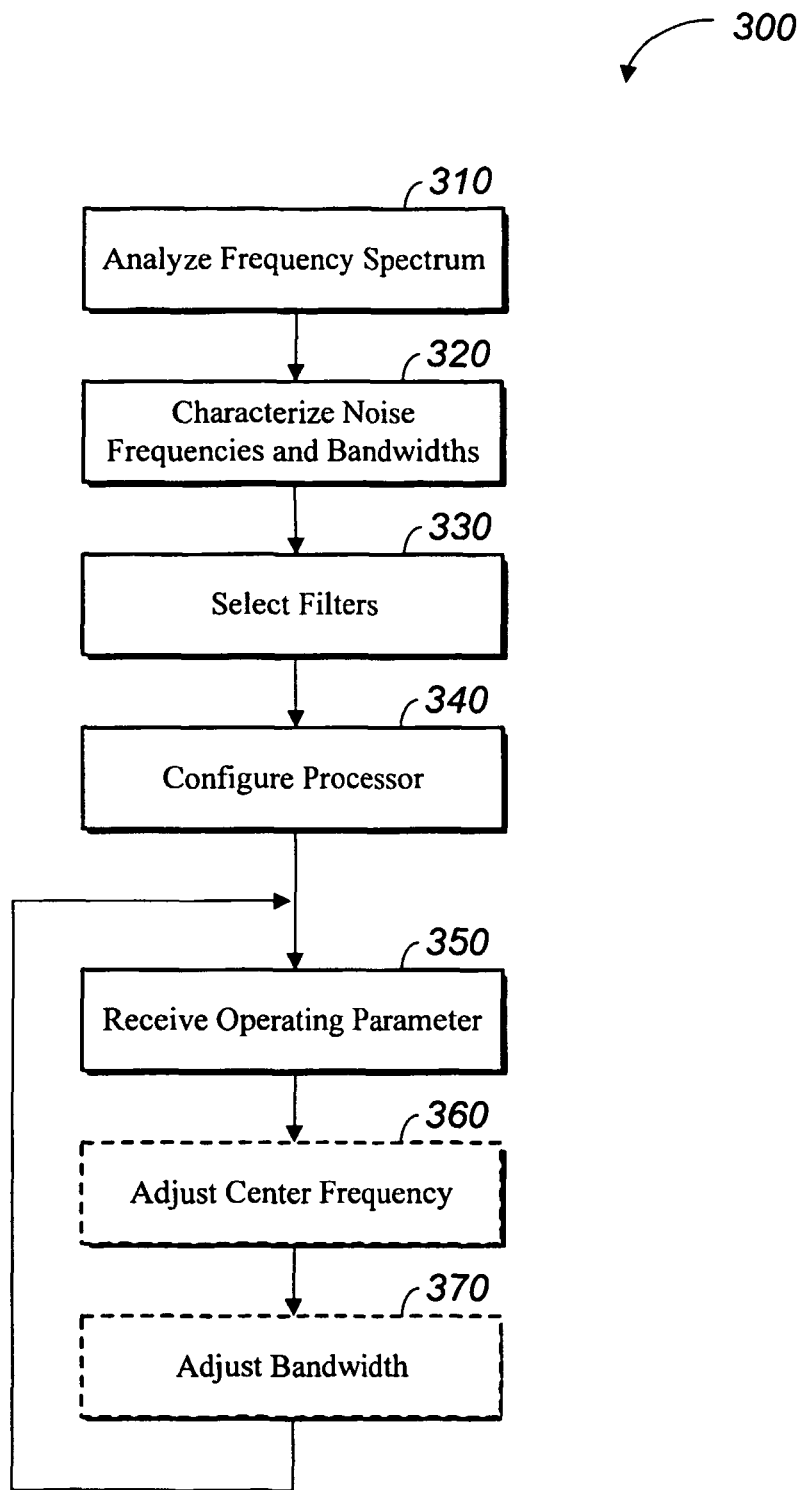 300
310
Analyze Frequency Spectrum
320
Characterize Noise
Frequencies and Bandwidths
330
Select Filters
340
Configure Processor
350
Receive Operating Parameter
360
Adjust Center Frequency
370
Adjust Bandwidth